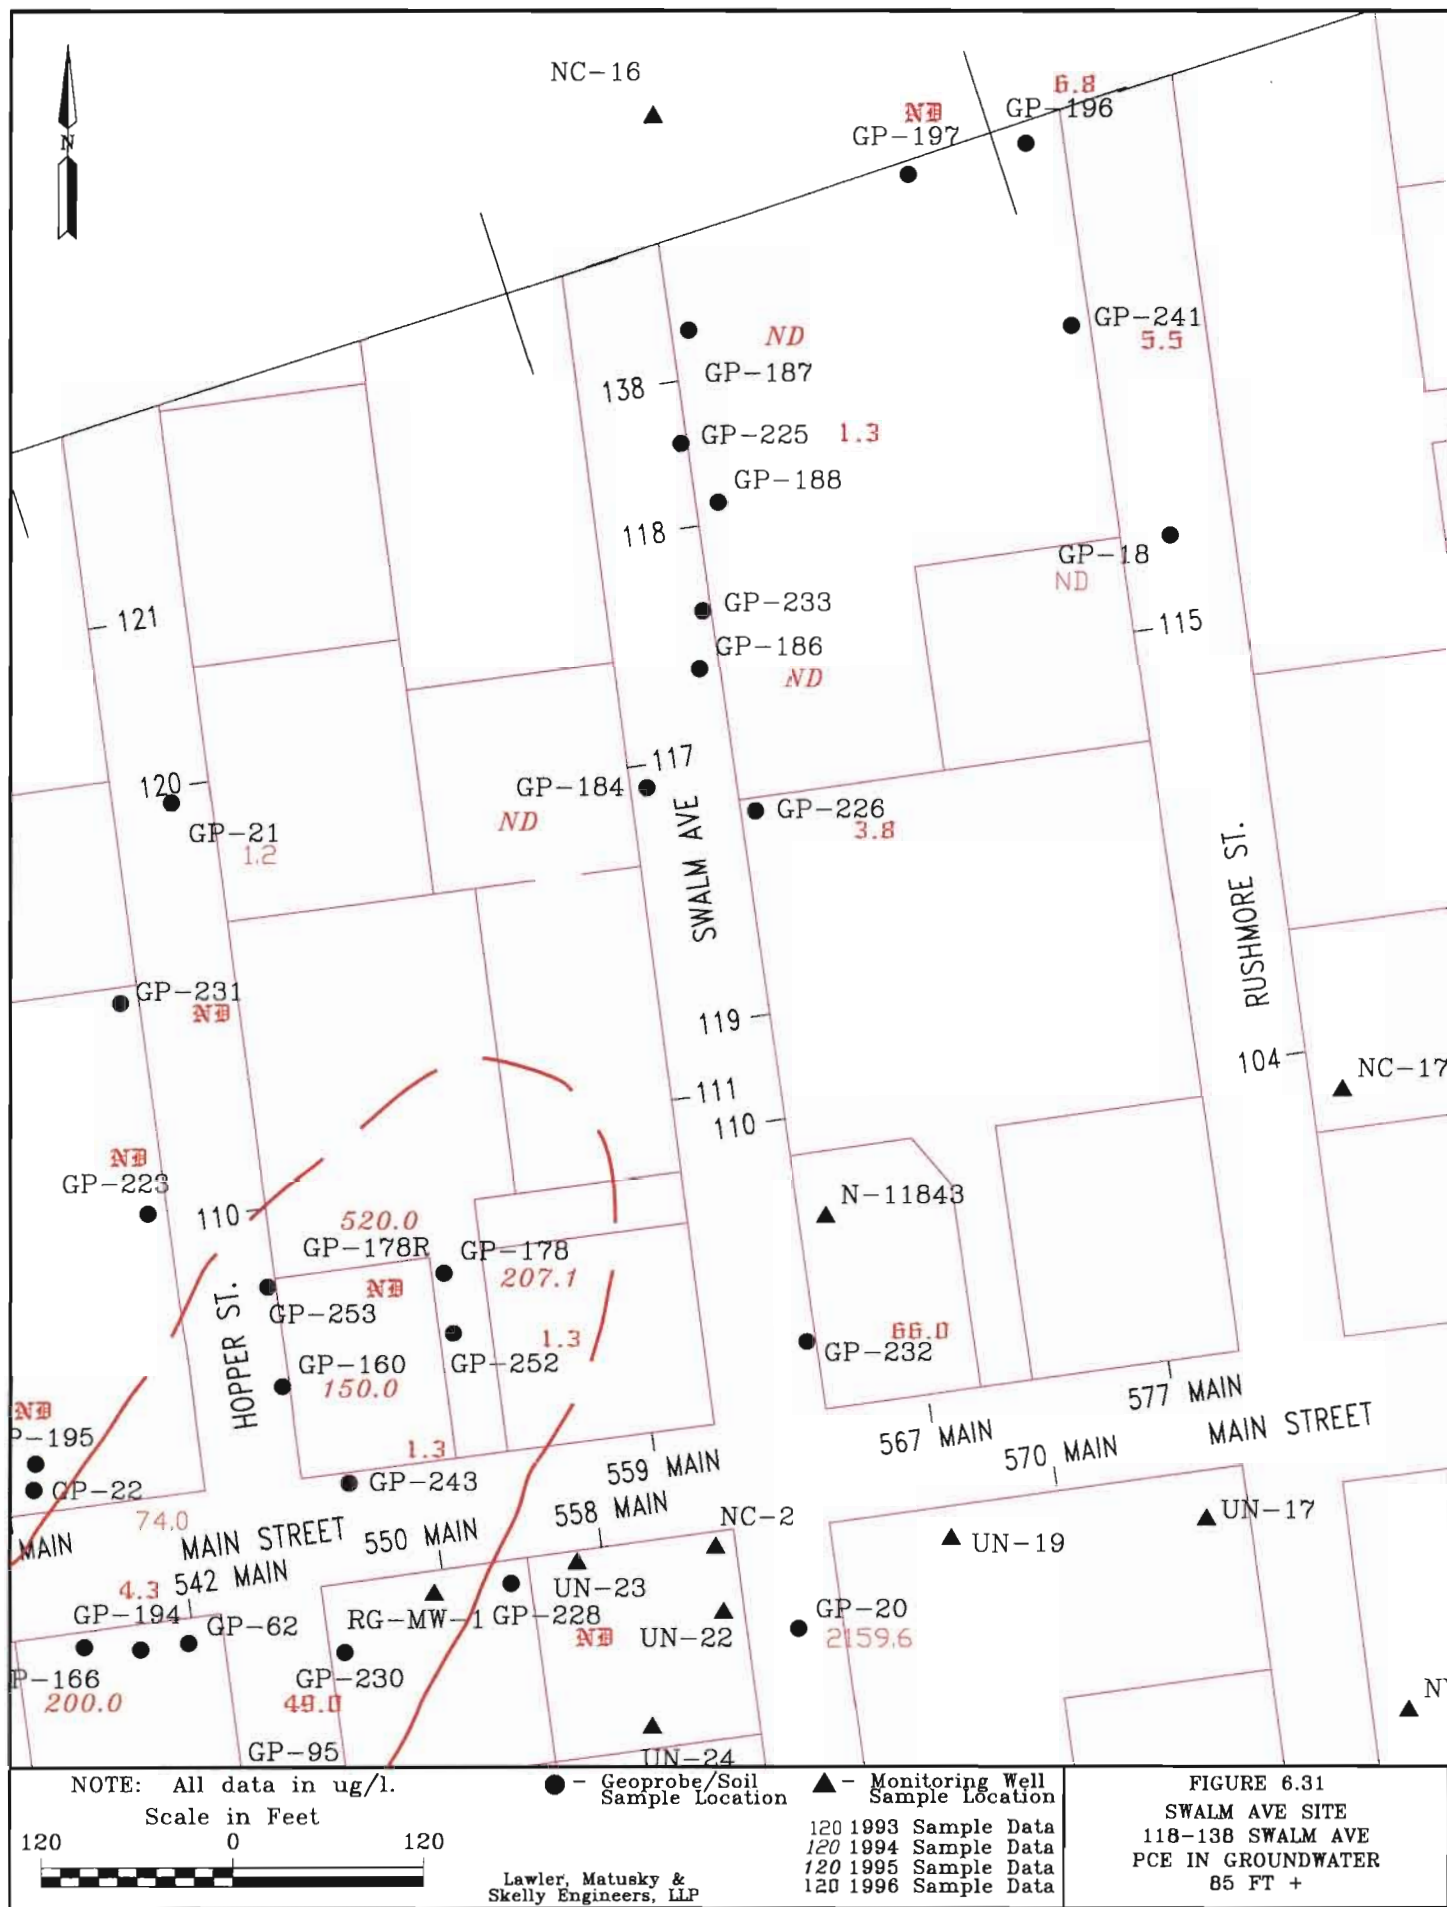 NC-16
6.8
GP-196
ND
GP-197
N
GP-241
5.5
ND
GP-187
138
GP-225 1.3
GP-188
118
GP-18
ND
GP-233
121
115
GP-186
ND
117
120
GP-184
GP-21
1.2
ND
GP-226
3.8
SWALM AVE
RUSHMORE ST.
GP-231
ND
119
104
NC-17
111
110
ND
GP-223
N-11843
110
520.0
GP-178R
GP-178
207.1
ND
GP-253
HOPPER ST.
1.3
GP-252
66.0
GP-232
GP-160
150.0
577 MAIN
ND
P-195
1.3
567 MAIN
MAIN STREET
GP-22
GP-243
559 MAIN
570 MAIN
74.0
558 MAIN
NC-2
MAIN
MAIN STREET
550 MAIN
UN-19
UN-17
4.3
542 MAIN
UN-23
GP-194
GP-62
RG-MW-1
GP-228
ND
UN-22
GP-20
2159.6
P-166
200.0
GP-230
49.0
GP-95
UN-24
NOTE: All data in ug/l.
Scale in Feet
120 0 120
- Geoprobe/Soil
Sample Location
- Monitoring Well
Sample Location
120 1993 Sample Data
120 1994 Sample Data
120 1995 Sample Data
120 1996 Sample Data
Lawler, Matusky &
Skelly Engineers, LLP
FIGURE 6.31
SWALM AVE SITE
118-138 SWALM AVE
PCE IN GROUNDWATER
85 FT +